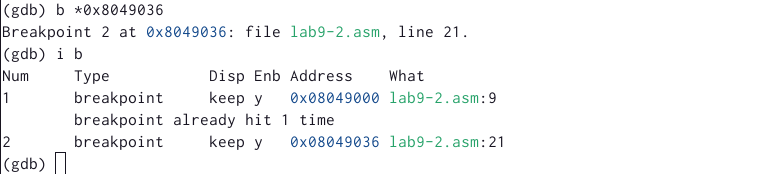 (gdb) b *0x8049036
Breakpoint 2 at 0x8049036: file lab9-2.asm, line 21.
(gdb) i b
Num     Type           Disp Enb Address    What
1       breakpoint     keep y   0x08049000 lab9-2.asm:9
        breakpoint already hit 1 time
2       breakpoint     keep y   0x08049036 lab9-2.asm:21
(gdb)